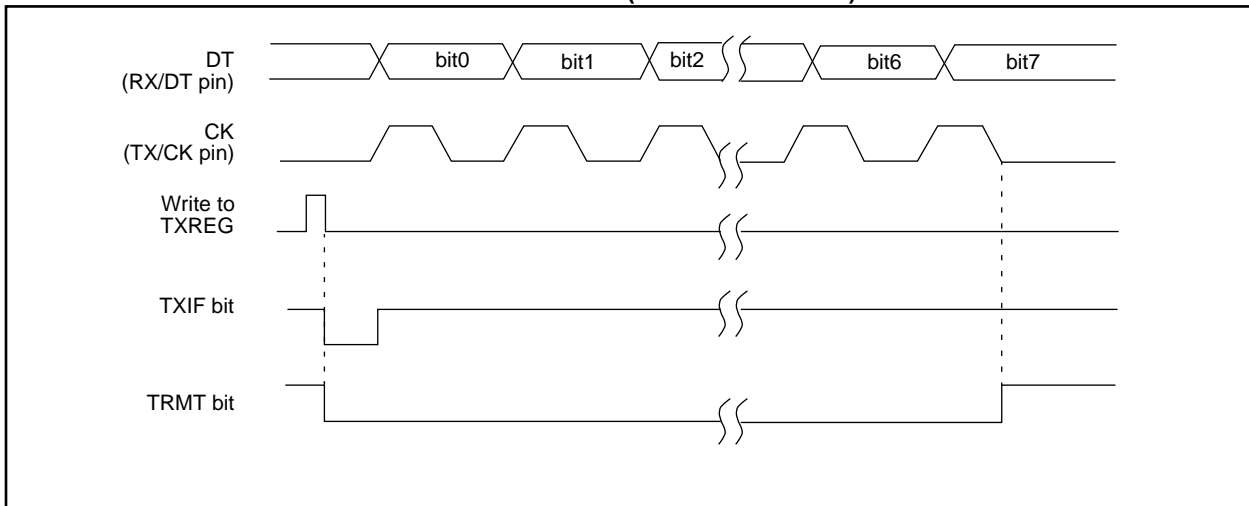 DT
(RX/DT pin)
bit0
bit1
bit2
bit6
bit7
CK
(TX/CK pin)
Write to
TXREG
TXIF bit
TRMT bit